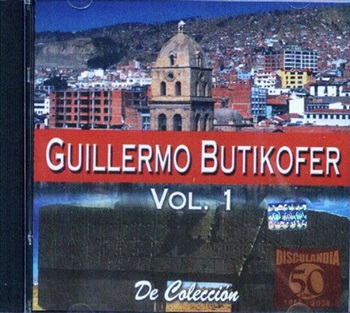 GUILLERMO BUTIKOFER
VOL. 1
DISCOLANDIA
50
De Colección